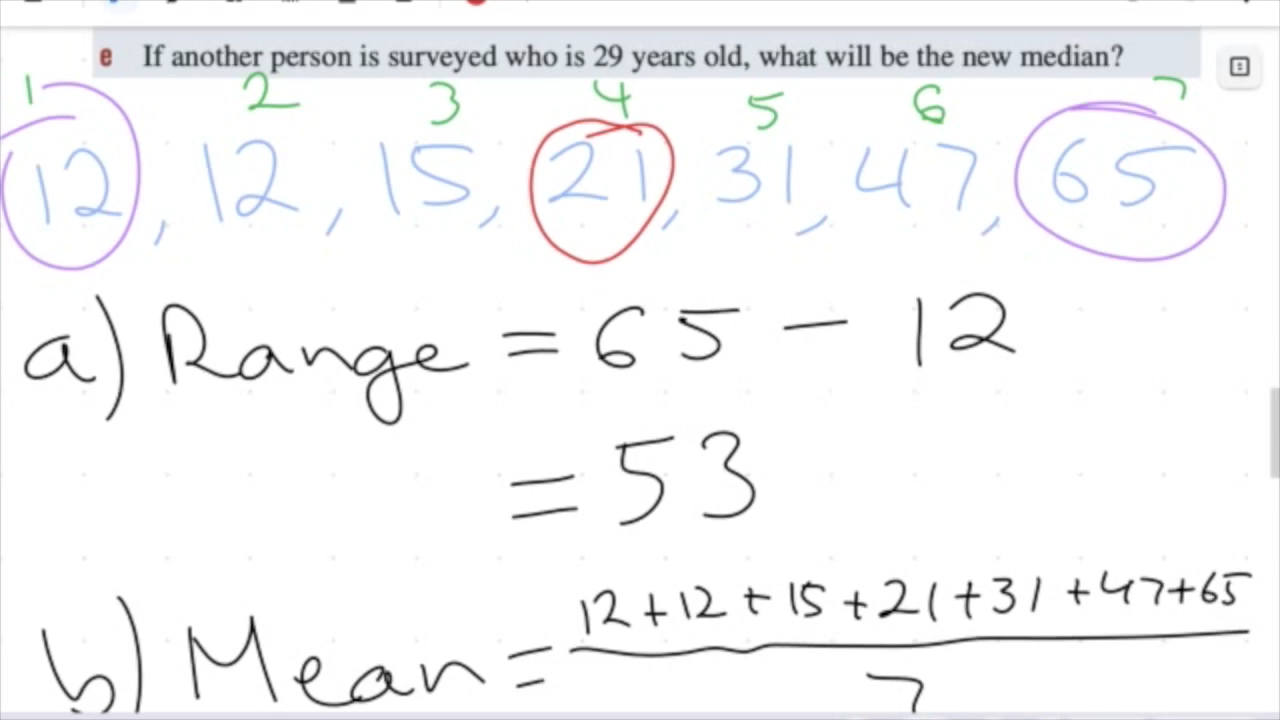 e If another person is surveyed who is 29 years old, what will be the new median?
1 2 3 4 5 6 7
12, 12, 15, 21, 31, 47, 65
a) Range = 65 - 12
= 53
12+12+15+21+31+47+65
b) Mean =
7